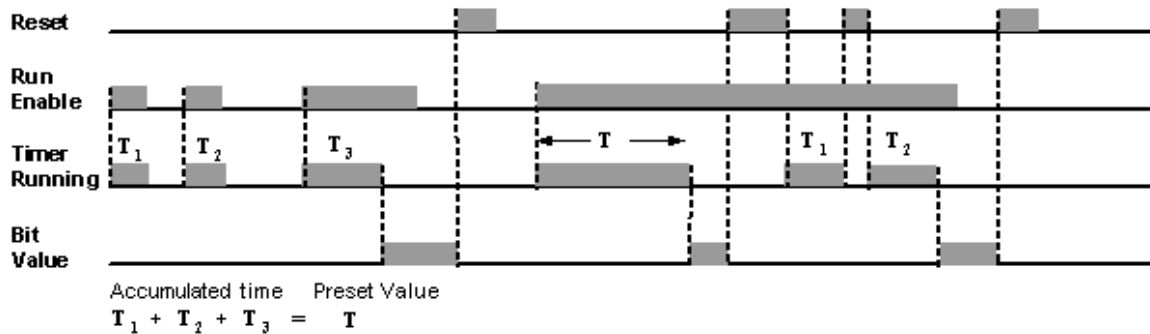 Reset
Run
Enable
T1 T2 T3 T T1 T2
Timer
Running
Bit
Value
Accumulated time Preset Value
T1 + T2 + T3 = T